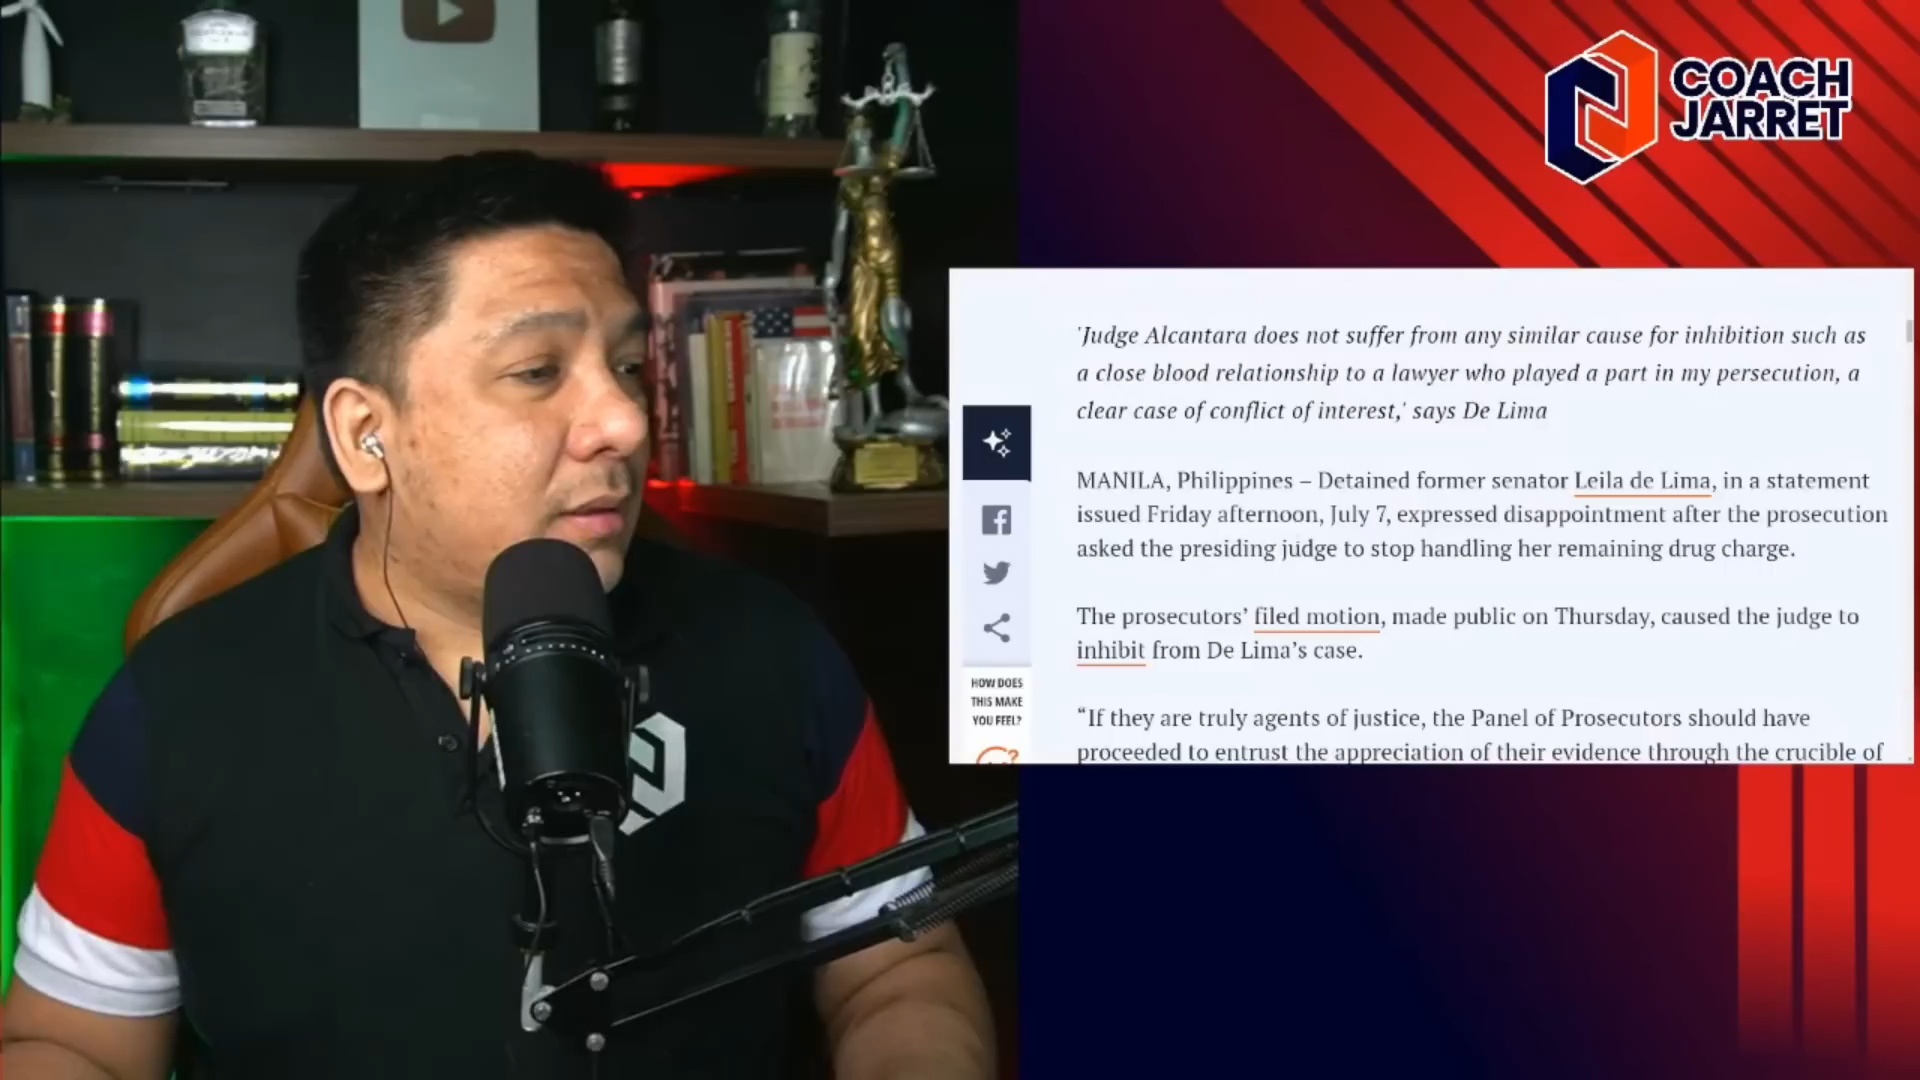 COACH
JARRET
'Judge Alcantara does not suffer from any similar cause for inhibition such as
a close blood relationship to a lawyer who played a part in my persecution, a
clear case of conflict of interest,' says De Lima
MANILA, Philippines – Detained former senator Leila de Lima, in a statement
issued Friday afternoon, July 7, expressed disappointment after the prosecution
asked the presiding judge to stop handling her remaining drug charge.
The prosecutors’ filed motion, made public on Thursday, caused the judge to
inhibit from De Lima’s case.
“If they are truly agents of justice, the Panel of Prosecutors should have
proceeded to entrust the appreciation of their evidence through the crucible of
HOW DOES
THIS MAKE
YOU FEEL?